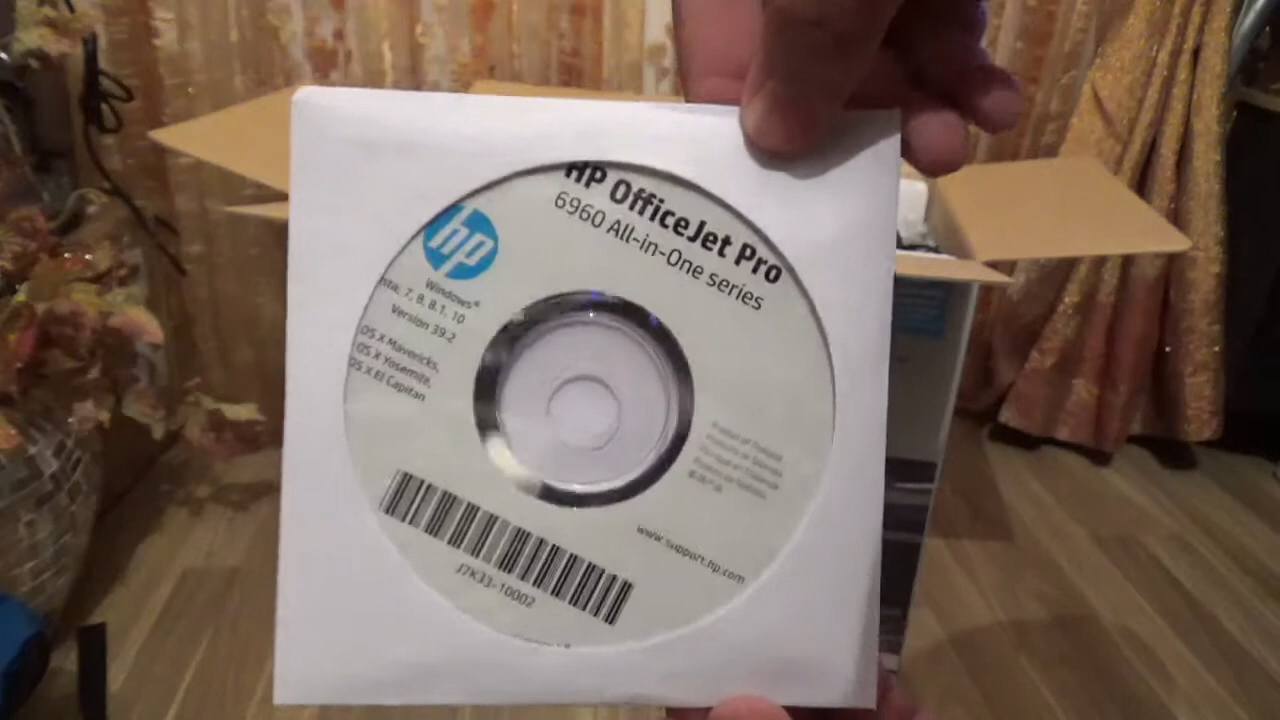 HP OfficeJet Pro
6960 All-in-One series
hp
Windows®
7, 8, 8.1, 10
Version 39.2
OS X Mavericks,
OS X Yosemite,
OS X El Capitan
www.support.hp.com
J7K33-10002